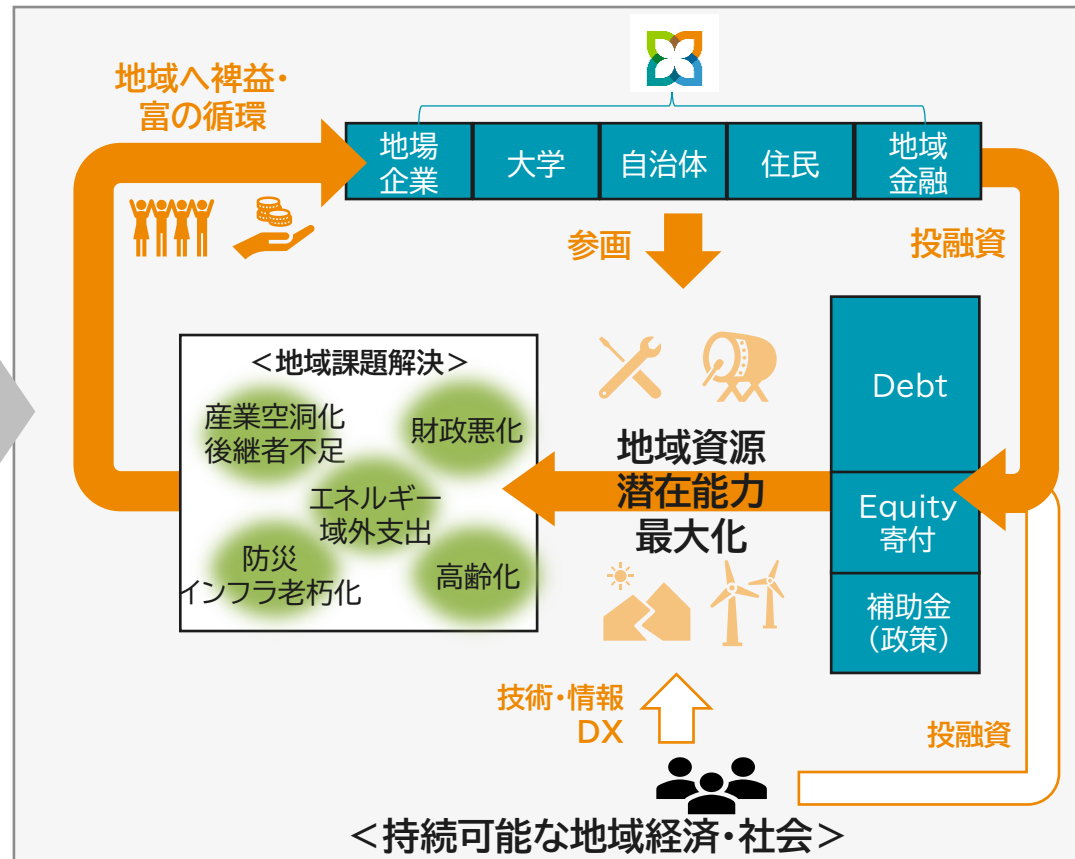 地域へ裨益・
富の循環
地場
企業
大学
自治体
住民
地域
金融
参画
投融資
＜地域課題解決＞
産業空洞化
後継者不足
財政悪化
エネルギー
域外支出
防災
インフラ老朽化
高齢化
地域資源
潜在能力
最大化
Debt
Equity
寄付
補助金
（政策）
技術・情報
DX
投融資
＜持続可能な地域経済・社会＞